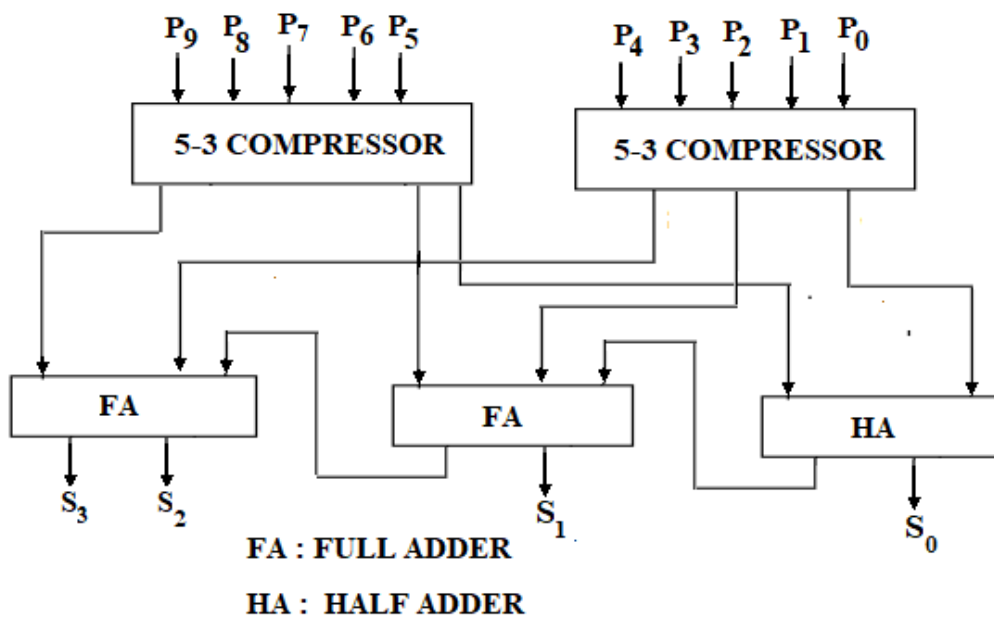 P9 P8 P7 P6 P5 P4 P3 P2 P1 P0
5-3 COMPRESSOR 5-3 COMPRESSOR
FA FA HA
S3 S2 S1 S0
FA : FULL ADDER
HA : HALF ADDER